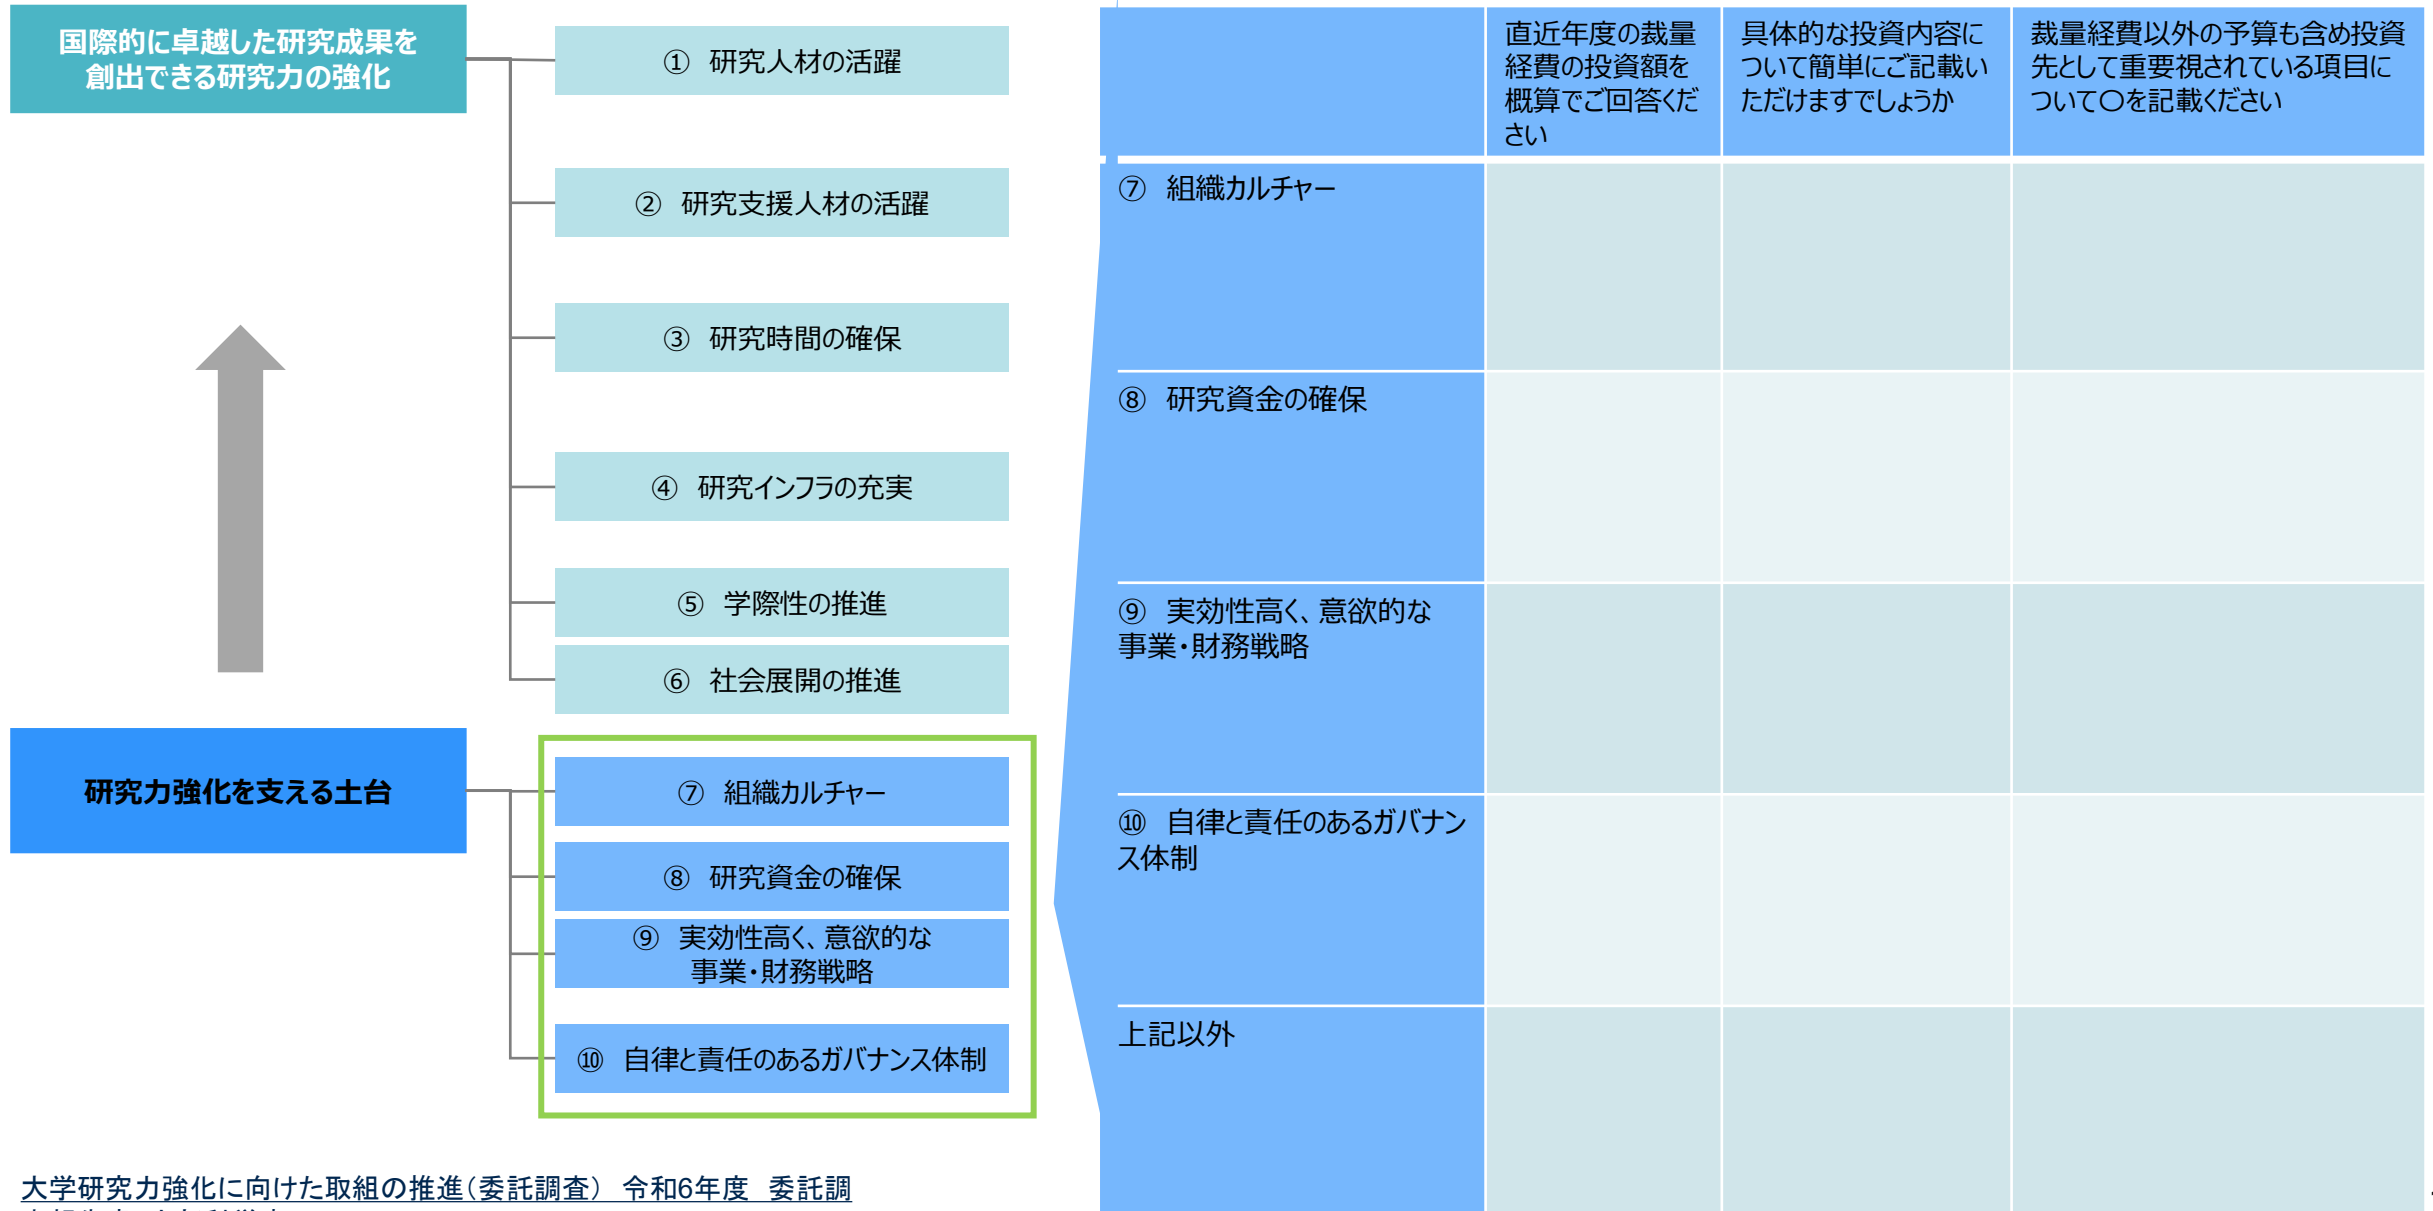 国際的に卓越した研究成果を
創出できる研究力の強化
① 研究人材の活躍
② 研究支援人材の活躍
③ 研究時間の確保
④ 研究インフラの充実
⑤ 学際性の推進
⑥ 社会展開の推進
研究力強化を支える土台
⑦ 組織カルチャー
⑧ 研究資金の確保
⑨ 実効性高く、意欲的な
事業・財務戦略
⑩ 自律と責任のあるガバナンス体制
直近年度の裁量
経費の投資額を
概算でご回答くだ
さい
具体的な投資内容に
ついて簡単にご記載い
ただけますでしょうか
裁量経費以外の予算も含め投資
先として重要視されている項目に
ついて〇を記載ください
⑦ 組織カルチャー
⑧ 研究資金の確保
⑨ 実効性高く、意欲的な
事業・財務戦略
⑩ 自律と責任のあるガバナン
ス体制
上記以外
大学研究力強化に向けた取組の推進(委託調査) 令和6年度 委託調